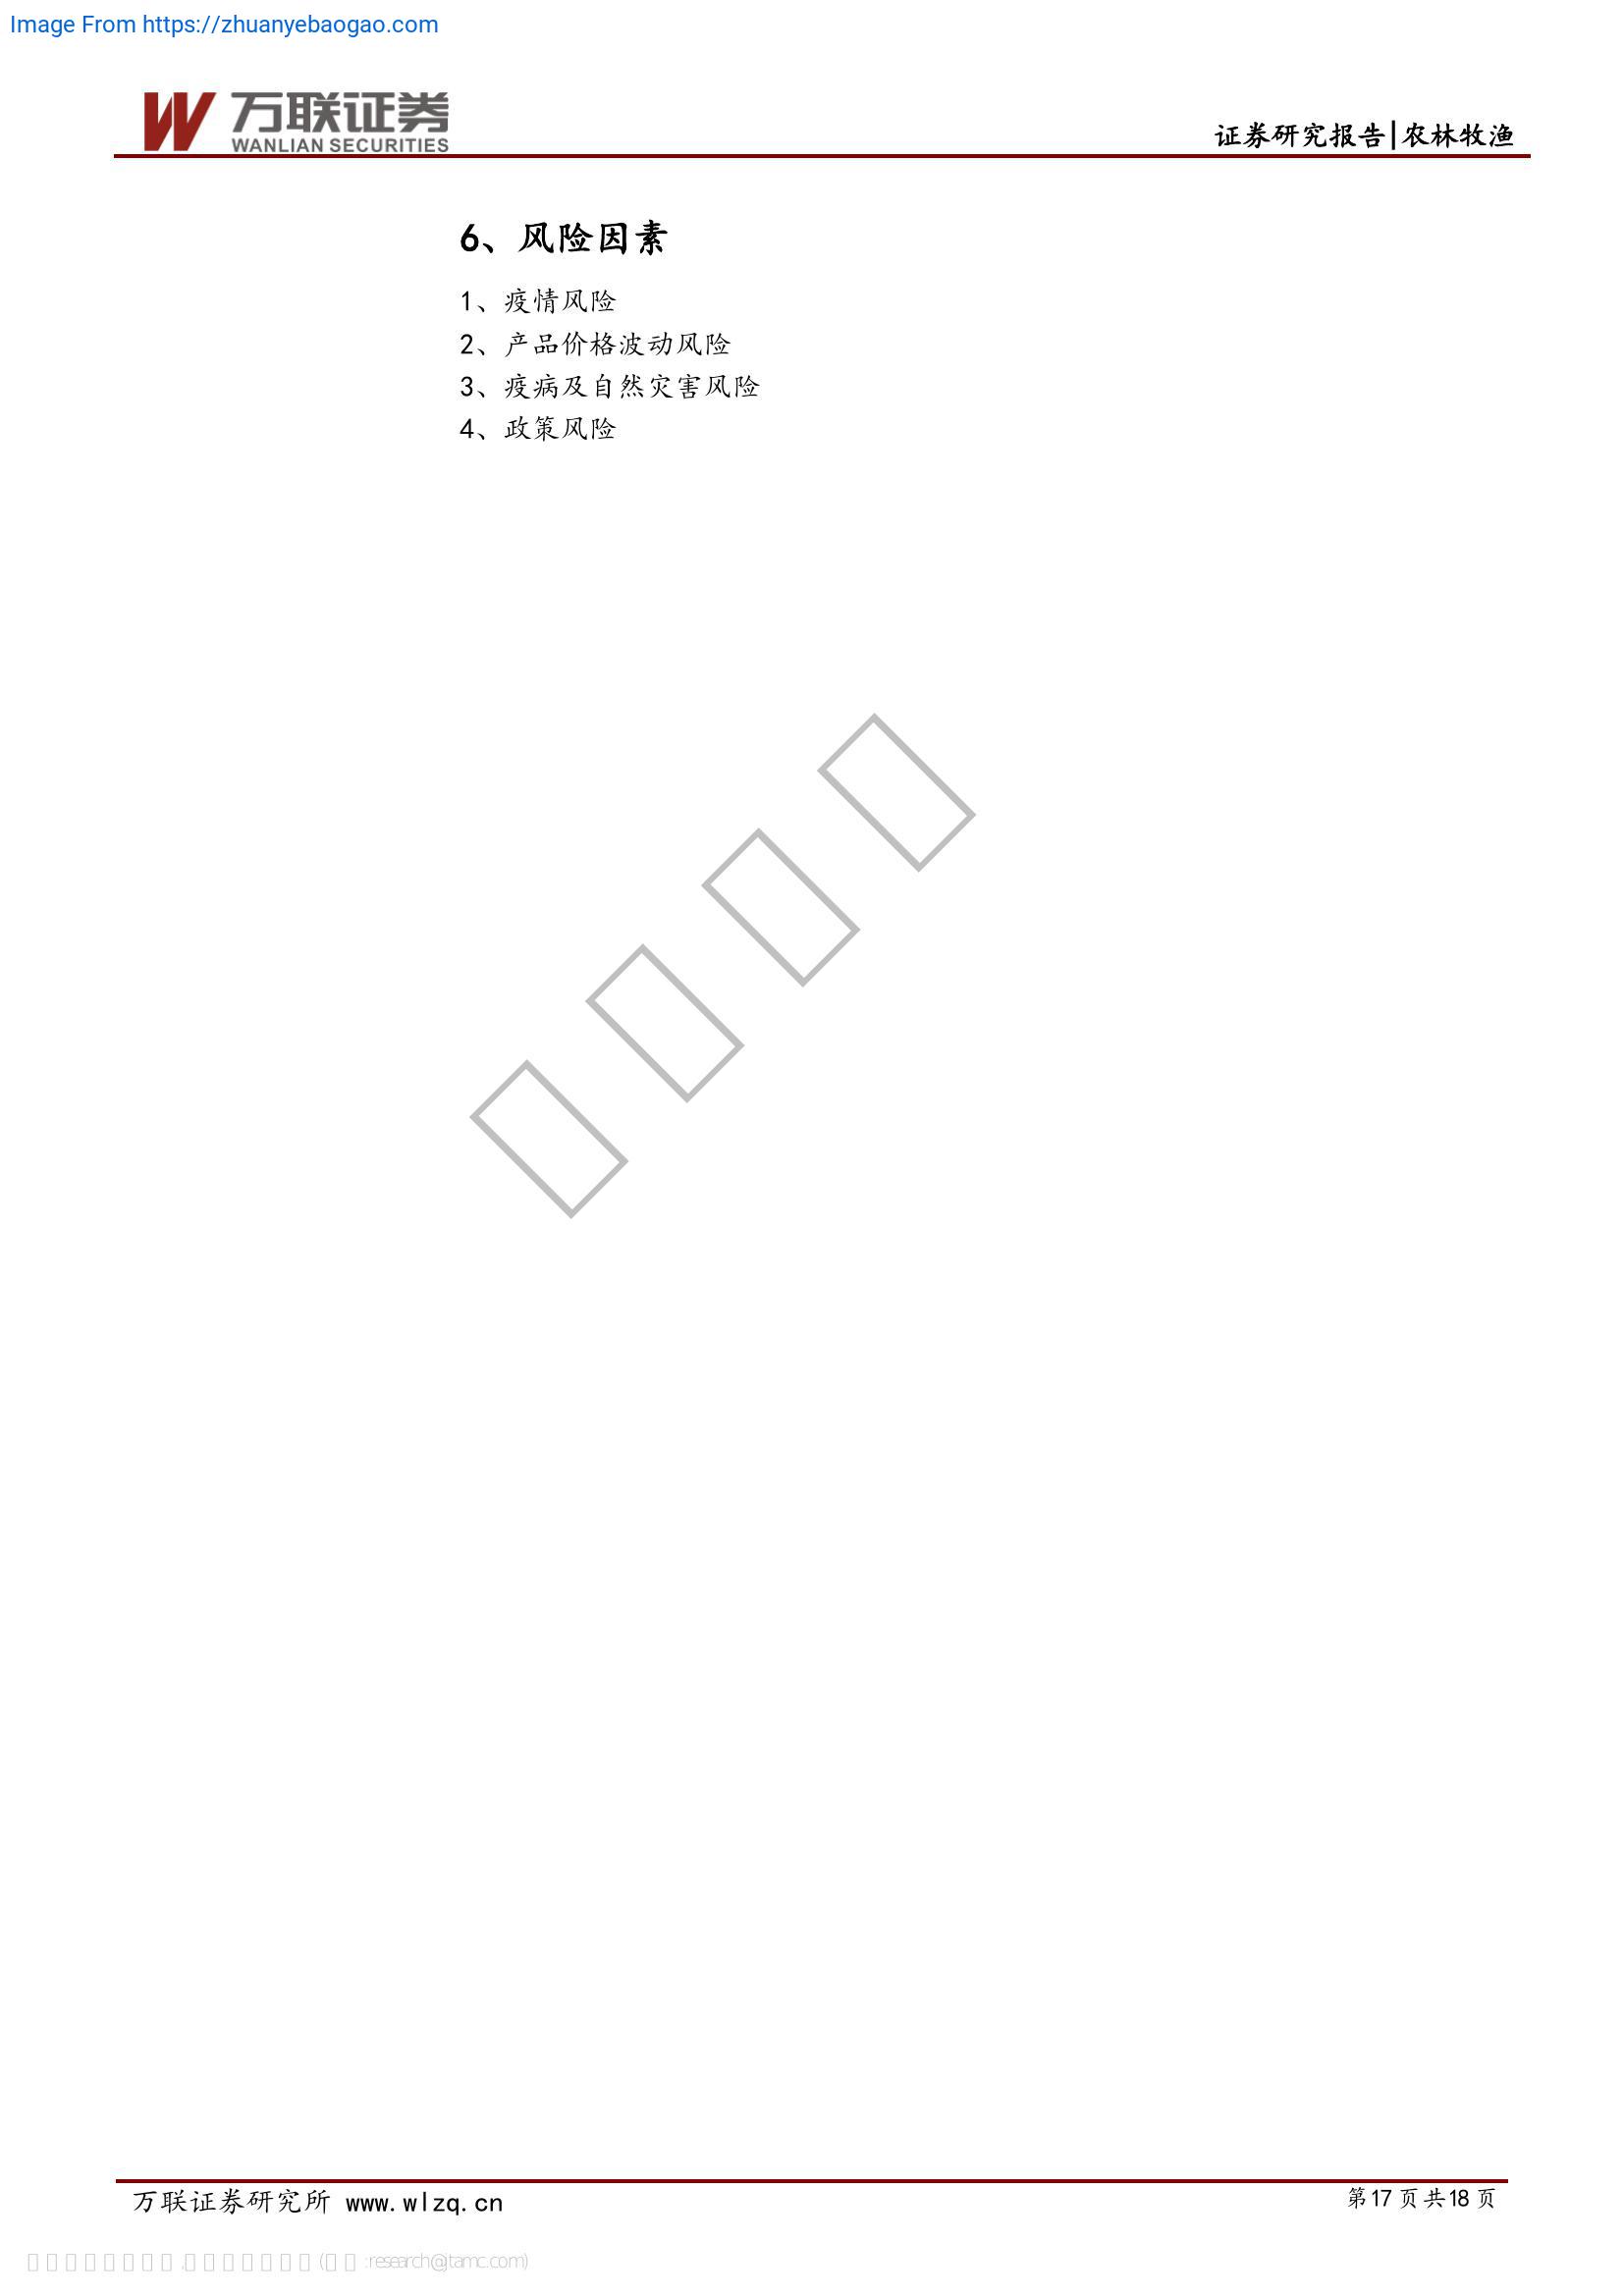 Image From https://zhuanyebaogao.com
万联证券
WANLIAN SECURITIES
证券研究报告|农林牧渔
6、风险因素
1、疫情风险
2、产品价格波动风险
3、疫病及自然灾害风险
4、政策风险
万联证券研究所 www.wlzq.cn
第17页共18页
:research@jtamc.com)